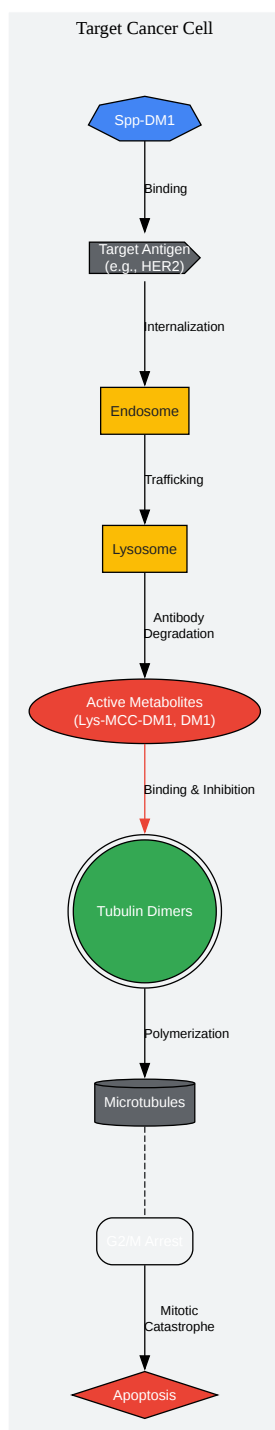 Target Cancer Cell
Spp-DM1
Binding
Target Antigen
(e.g., HER2)
Internalization
Endosome
Trafficking
Lysosome
Antibody
Degradation
Active Metabolites
(Lys-MCC-DM1, DM1)
Binding & Inhibition
Tubulin Dimers
Polymerization
Microtubules
G2/M Arrest
Mitotic
Catastrophe
Apoptosis